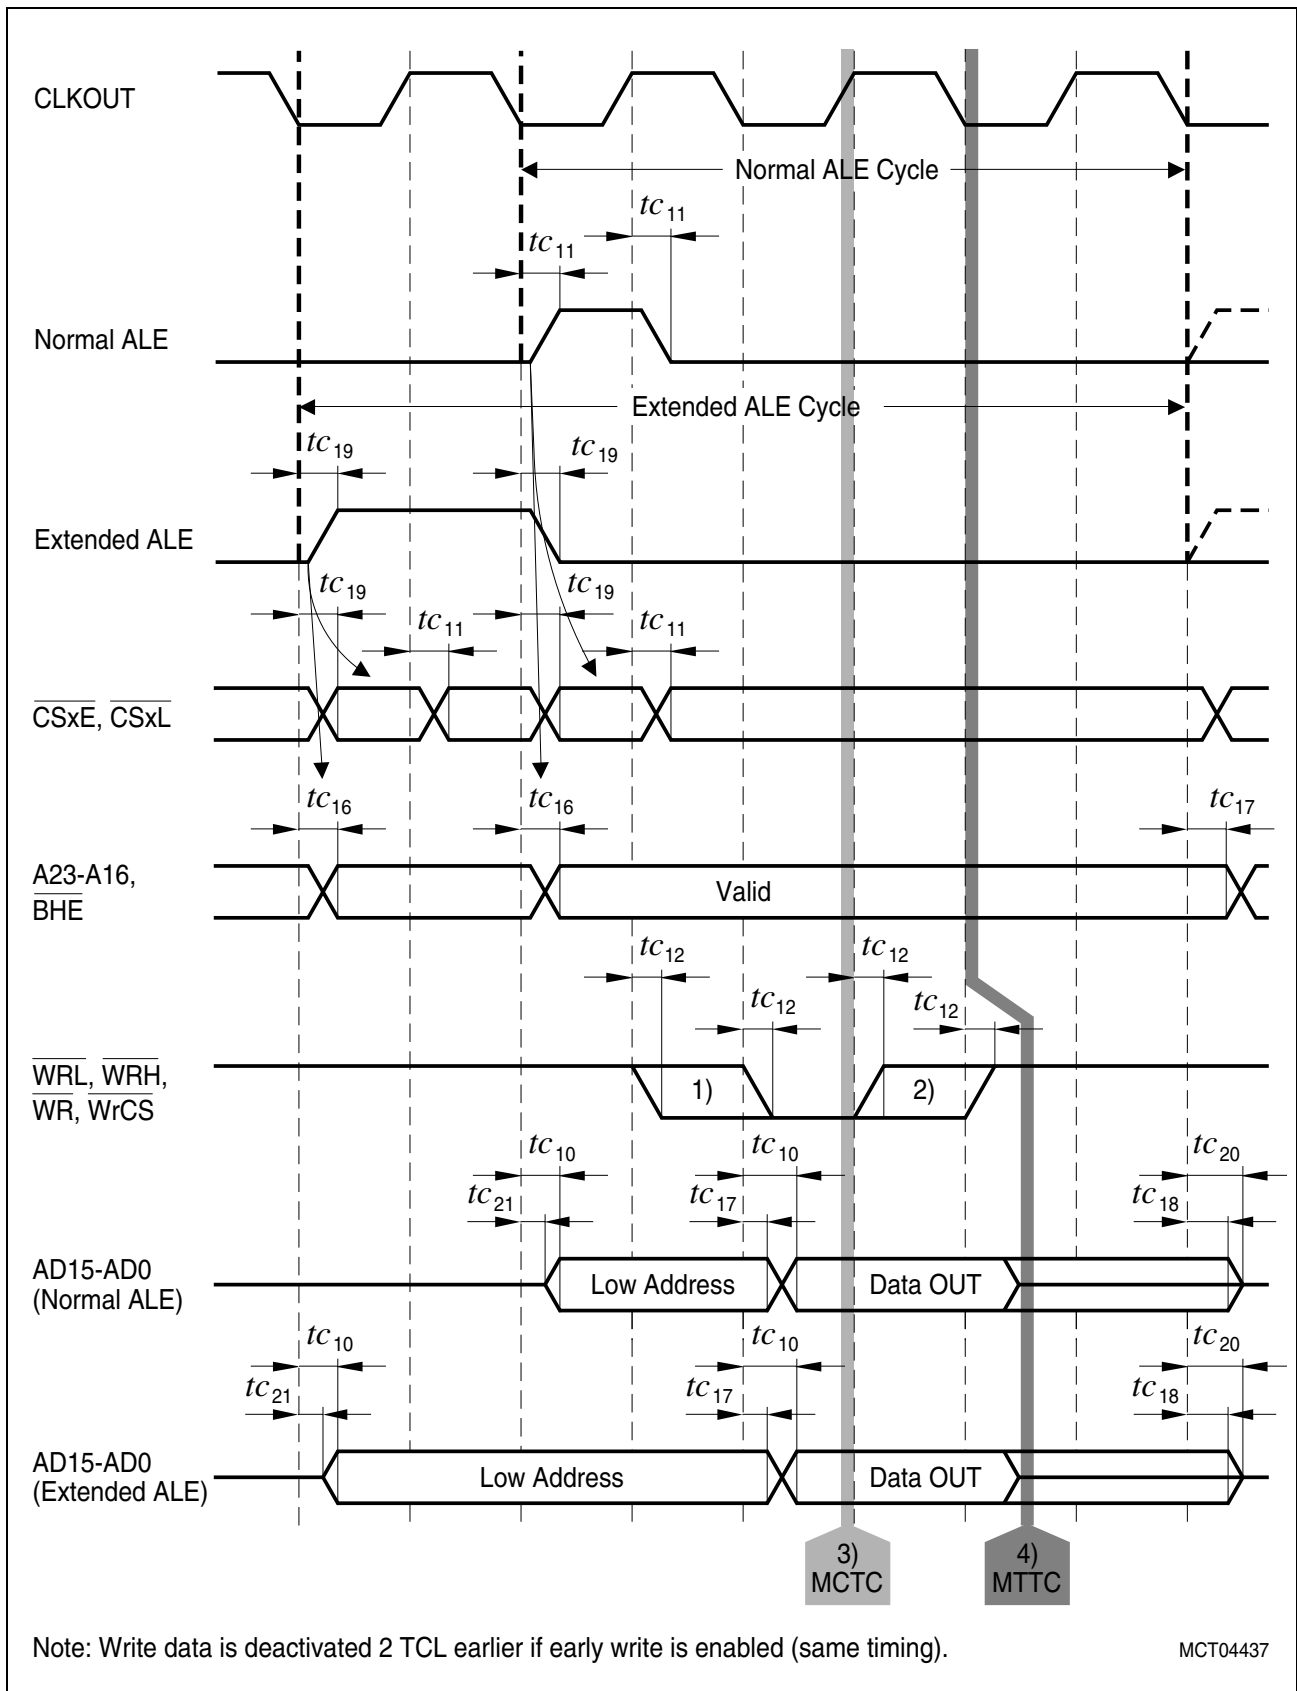 CLKOUT
Normal ALE Cycle
tc11
tc11
Normal ALE
Extended ALE Cycle
tc19
tc19
Extended ALE
tc19
tc19
tc11
tc11
CSxE, CSxL
tc16
tc16
tc17
A23-A16,
BHE
Valid
tc12
tc12
tc12
tc12
WRL, WRH,
WR, WrCS
1)
2)
tc10
tc10
tc20
tc21
tc17
tc18
AD15-AD0
(Normal ALE)
Low Address
Data OUT
tc10
tc10
tc20
tc21
tc17
tc18
AD15-AD0
(Extended ALE)
Low Address
Data OUT
3)
MCTC
4)
MTTC
Note: Write data is deactivated 2 TCL earlier if early write is enabled (same timing).
MCT04437